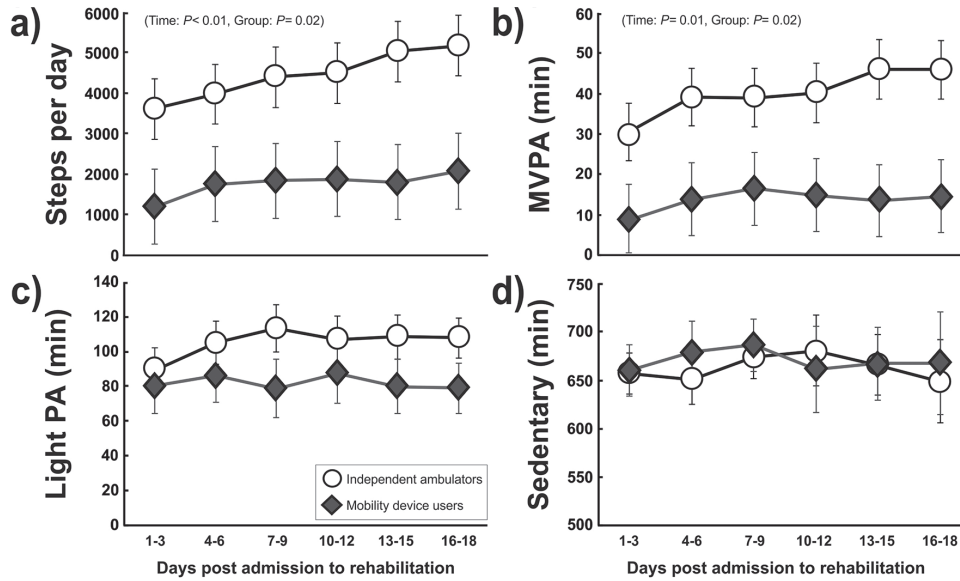 a)
(Time: P< 0.01, Group: P= 0.02)
Steps per day
6000
5000
4000
3000
2000
1000
0
b)
(Time: P= 0.01, Group: P= 0.02)
MVPA (min)
60
50
40
30
20
10
0
c)
Light PA (min)
140
120
100
80
60
40
20
0
Independent ambulators
Mobility device users
1-3
4-6
7-9
10-12
13-15
16-18
Days post admission to rehabilitation
d)
Sedentary (min)
750
700
650
600
550
500
1-3
4-6
7-9
10-12
13-15
16-18
Days post admission to rehabilitation